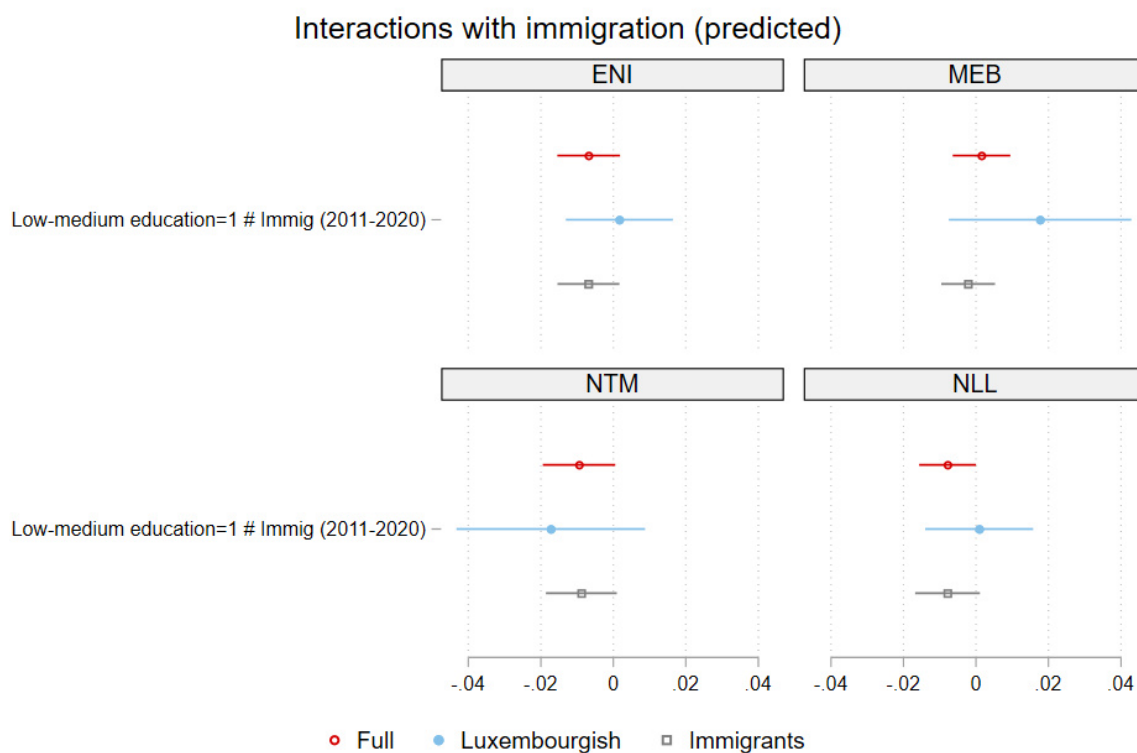 Interactions with immigration (predicted)
ENI
MEB
Low-medium education=1 # Immig (2011-2020)
NTM
NLL
Low-medium education=1 # Immig (2011-2020)
-.04 -.02 0 .02 .04
-.04 -.02 0 .02 .04
Full Luxembourgish Immigrants